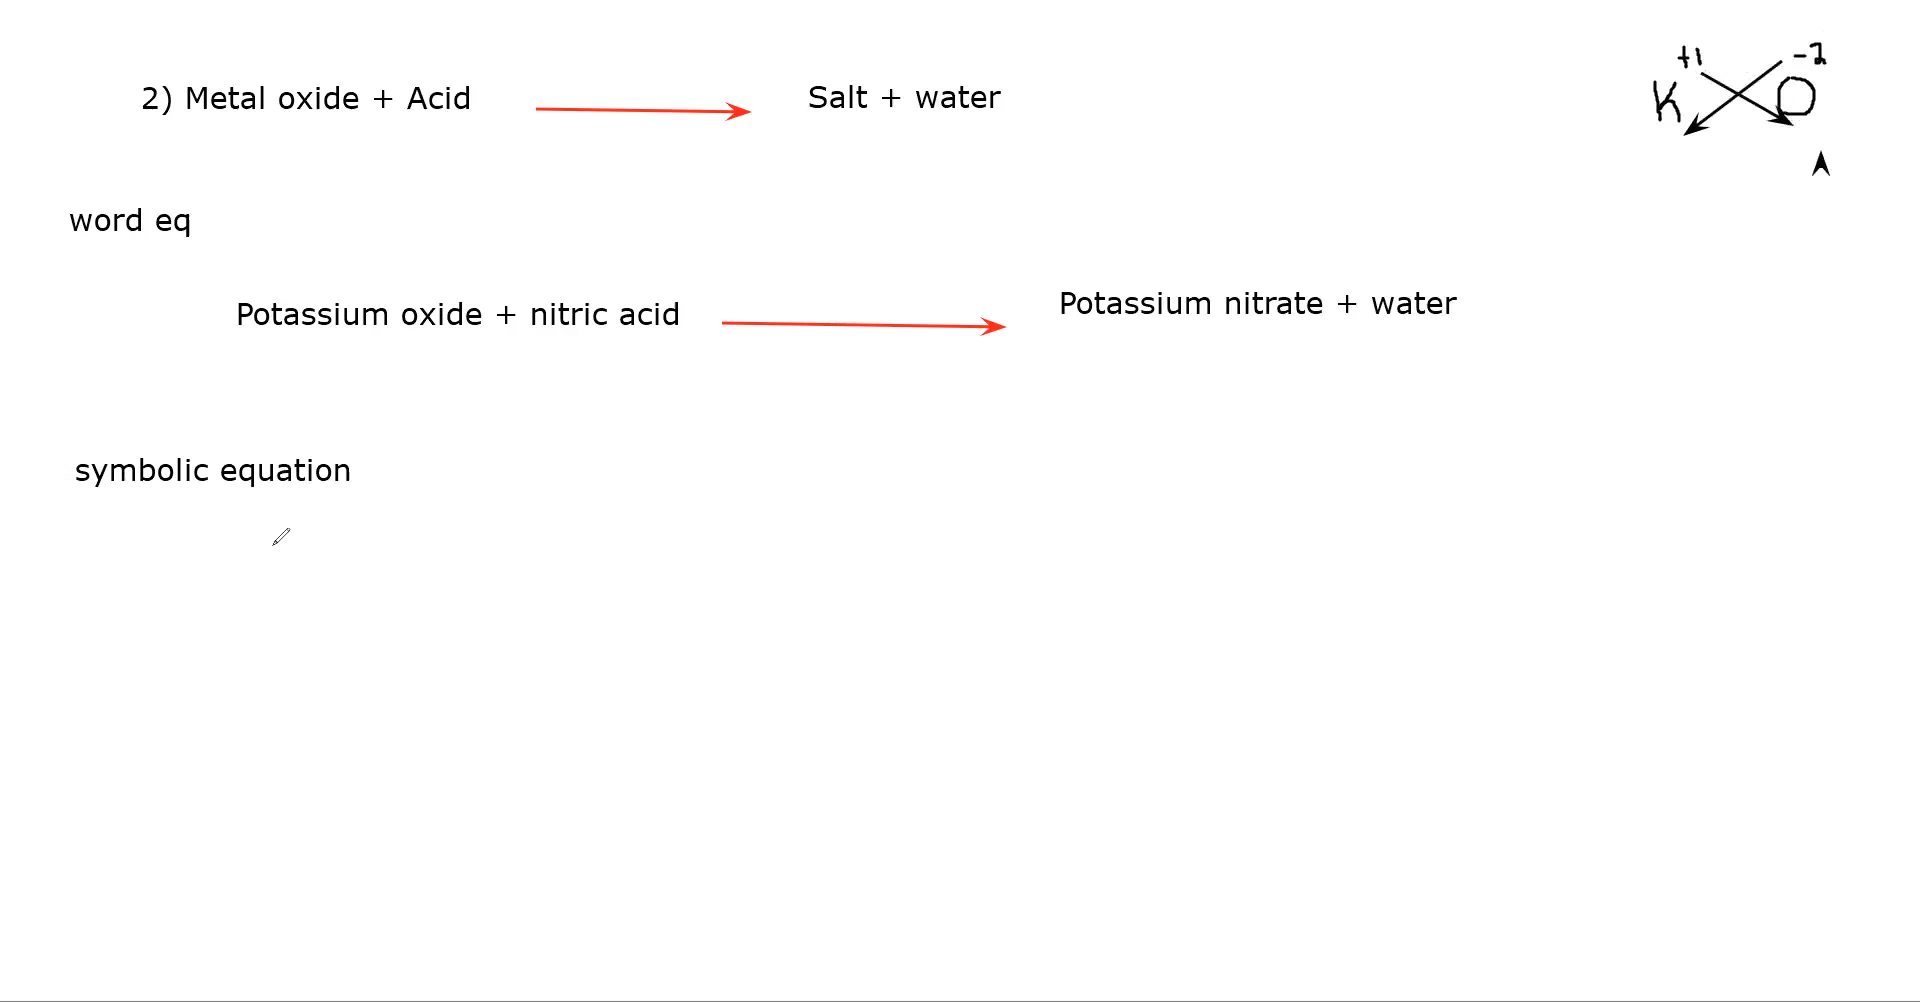 2) Metal oxide + Acid Salt + water
+1 -2
K O
word eq
Potassium oxide + nitric acid Potassium nitrate + water
symbolic equation